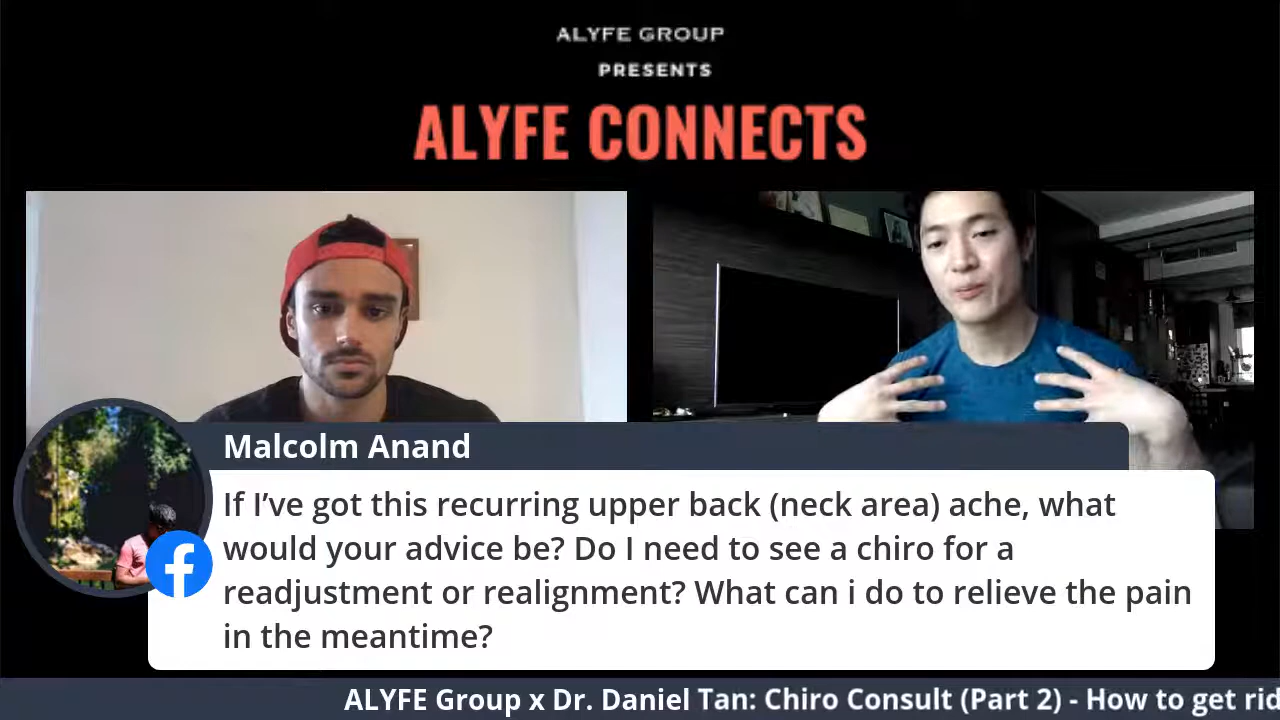 ALYFE GROUP
PRESENTS
ALYFE CONNECTS
Malcolm Anand
If I’ve got this recurring upper back (neck area) ache, what
would your advice be? Do I need to see a chiro for a
readjustment or realignment? What can i do to relieve the pain
in the meantime?
ALYFE Group x Dr. Daniel Tan: Chiro Consult (Part 2) - How to get rid